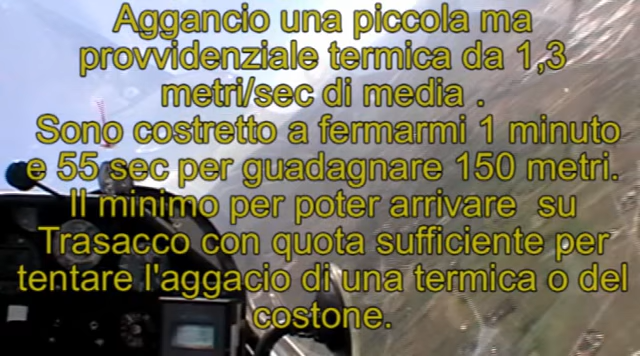 Aggancio una piccola ma
provvidenziale termica da 1,3
metri/sec di media .
Sono costretto a fermarmi 1 minuto
e 55 sec per guadagnare 150 metri.
Il minimo per poter arrivare su
Trasacco con quota sufficiente per
tentare l'aggacio di una termica o del
costone.